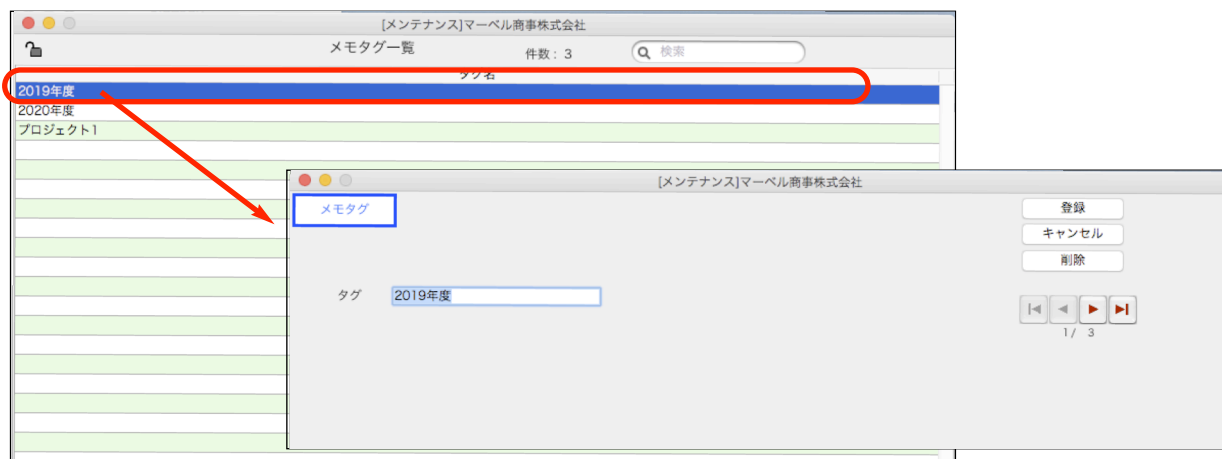 [メンテナンス]マーベル商事株式会社
メモタグ一覧
件数： 3
検索
タグ名
2019年度
2020年度
プロジェクト1
[メンテナンス]マーベル商事株式会社
メモタグ
登録
キャンセル
削除
タグ
2019年度
1/ 3